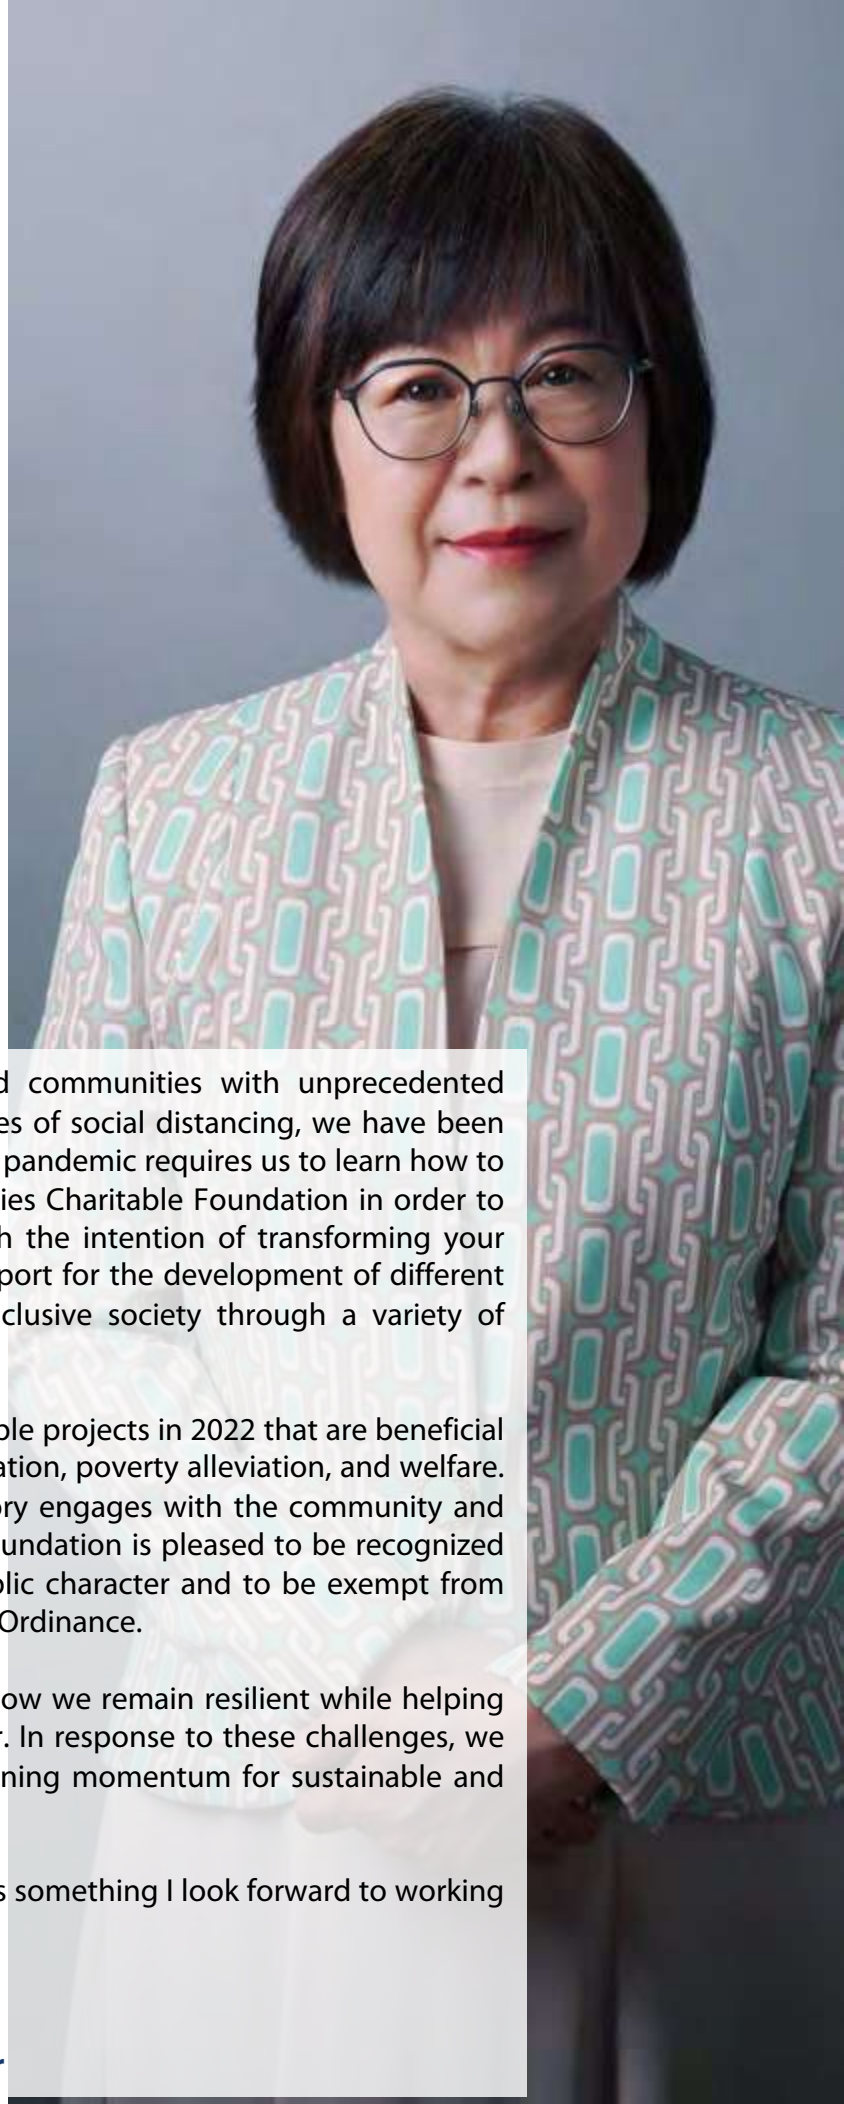 communities with unprecedented
es of social distancing, we have been
pandemic requires us to learn how to
ies Charitable Foundation in order to
h the intention of transforming your
port for the development of different
clusive society through a variety of
ble projects in 2022 that are beneficial
ation, poverty alleviation, and welfare.
ory engages with the community and
undation is pleased to be recognized
olic character and to be exempt from
Ordinance.
ow we remain resilient while helping
r. In response to these challenges, we
ning momentum for sustainable and
s something I look forward to working